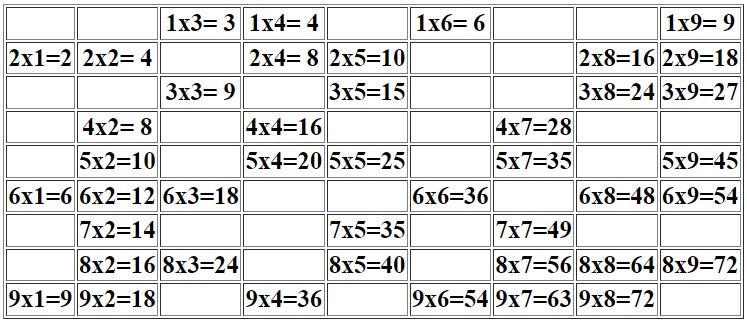 1x3= 3 1x4= 4 1x6= 6 1x9= 9
2x1=2 2x2= 4 2x4= 8 2x5=10 2x8=16 2x9=18
3x3= 9 3x5=15 3x8=24 3x9=27
4x2= 8 4x4=16 4x7=28
5x2=10 5x4=20 5x5=25 5x7=35 5x9=45
6x1=6 6x2=12 6x3=18 6x6=36 6x8=48 6x9=54
7x2=14 7x5=35 7x7=49
8x2=16 8x3=24 8x5=40 8x7=56 8x8=64 8x9=72
9x1=9 9x2=18 9x4=36 9x6=54 9x7=63 9x8=72